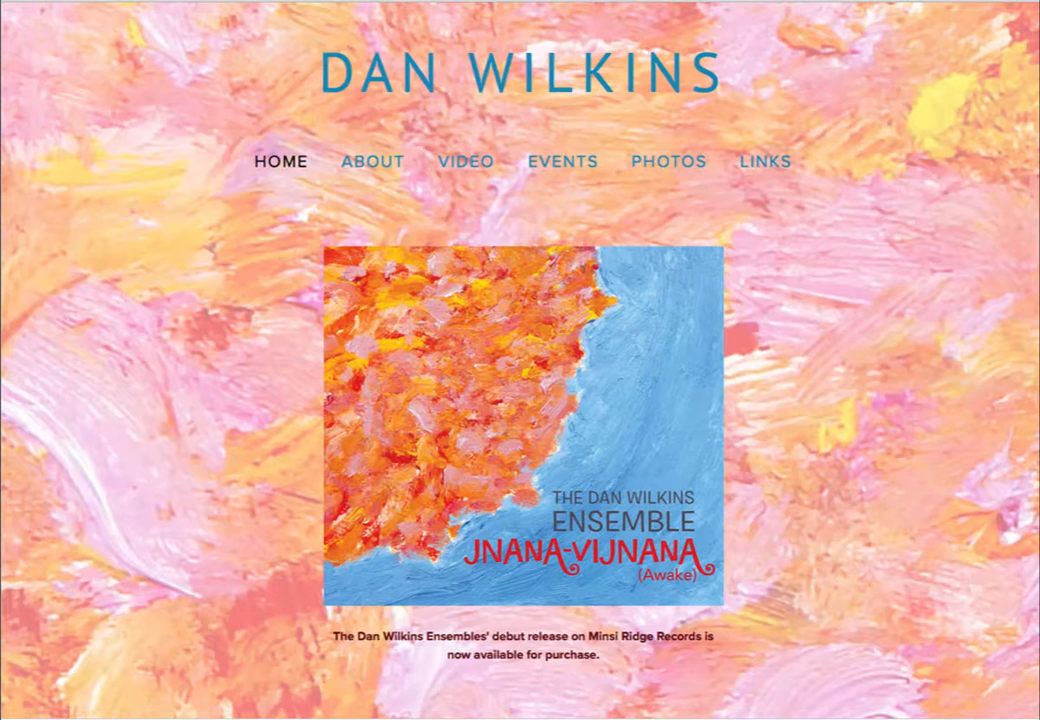 DAN WILKINS
HOME ABOUT VIDEO EVENTS PHOTOS LINKS
THE DAN WILKINS
ENSEMBLE
JNANA-VIJNANA
(Awake)
The Dan Wilkins Ensembles' debut release on Minsi Ridge Records is
now available for purchase.